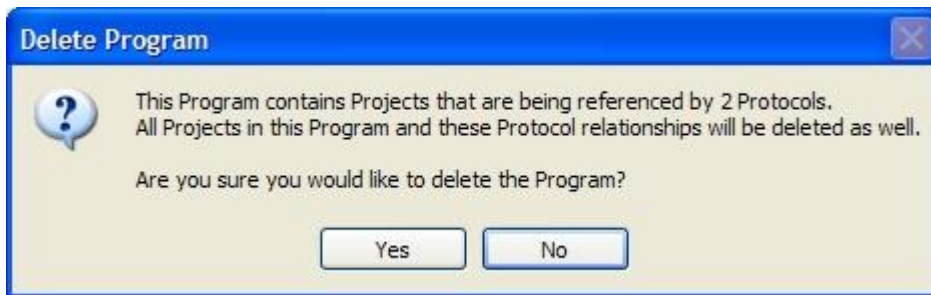 Delete Program
This Program contains Projects that are being referenced by 2 Protocols.
All Projects in this Program and these Protocol relationships will be deleted as well.
Are you sure you would like to delete the Program?
Yes
No